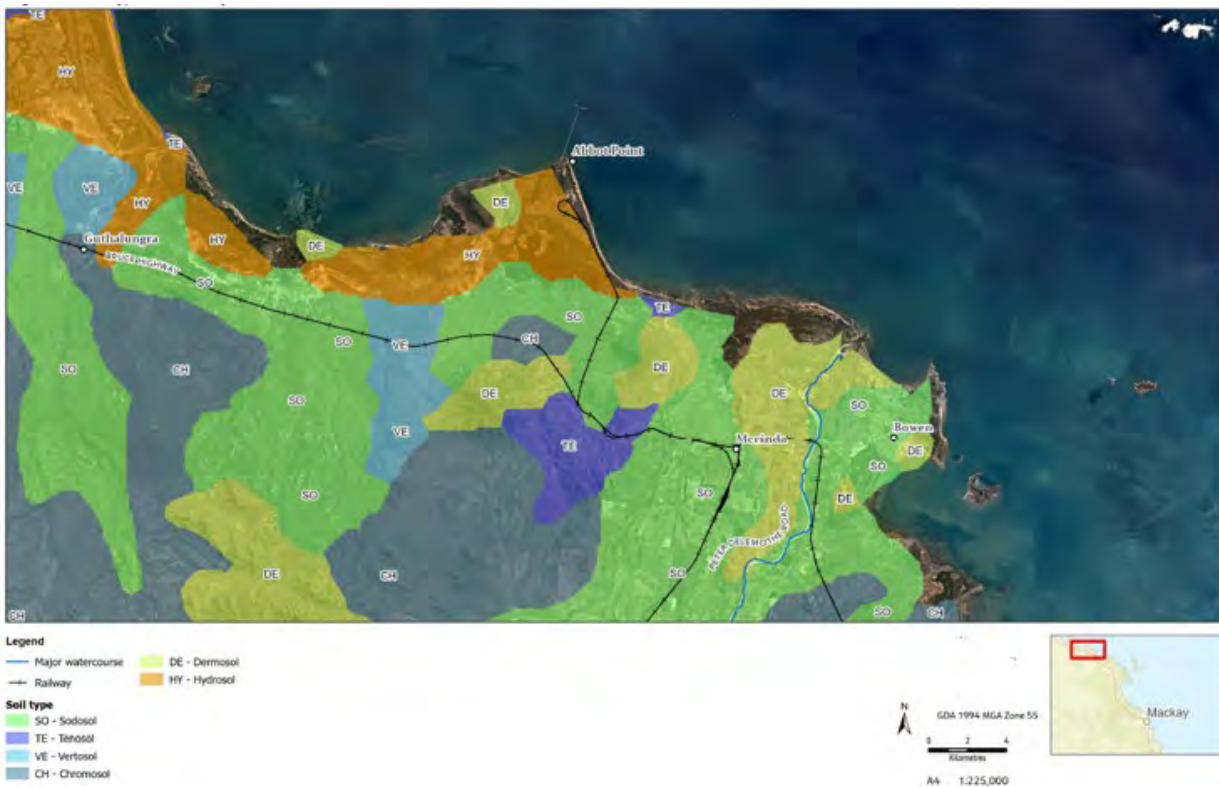 TE
HY
TE
Abbot Point
VE
VE
DE
HY
Guthalungra
HY
DE
HY
BRUCE HIGHWAY
SO
TE
SO
SO
VE
CH
SO
CH
DE
DE
DE
SO
SO
VE
TE
Merinda
Bowen
DE
SO
SO
SO
DE
PETER DELEMOTHE ROAD
DE
CH
SO
SO
CH
CH
Legend
Major watercourse
Railway
DE - Dermosol
HY - Hydrosol
Soil type
SO - Sodosol
TE - Tenosol
VE - Vertosol
CH - Chromosol
N
GDA 1994 MGA Zone 55
0 2 4
Kilometres
A4 1:225,000
Mackay